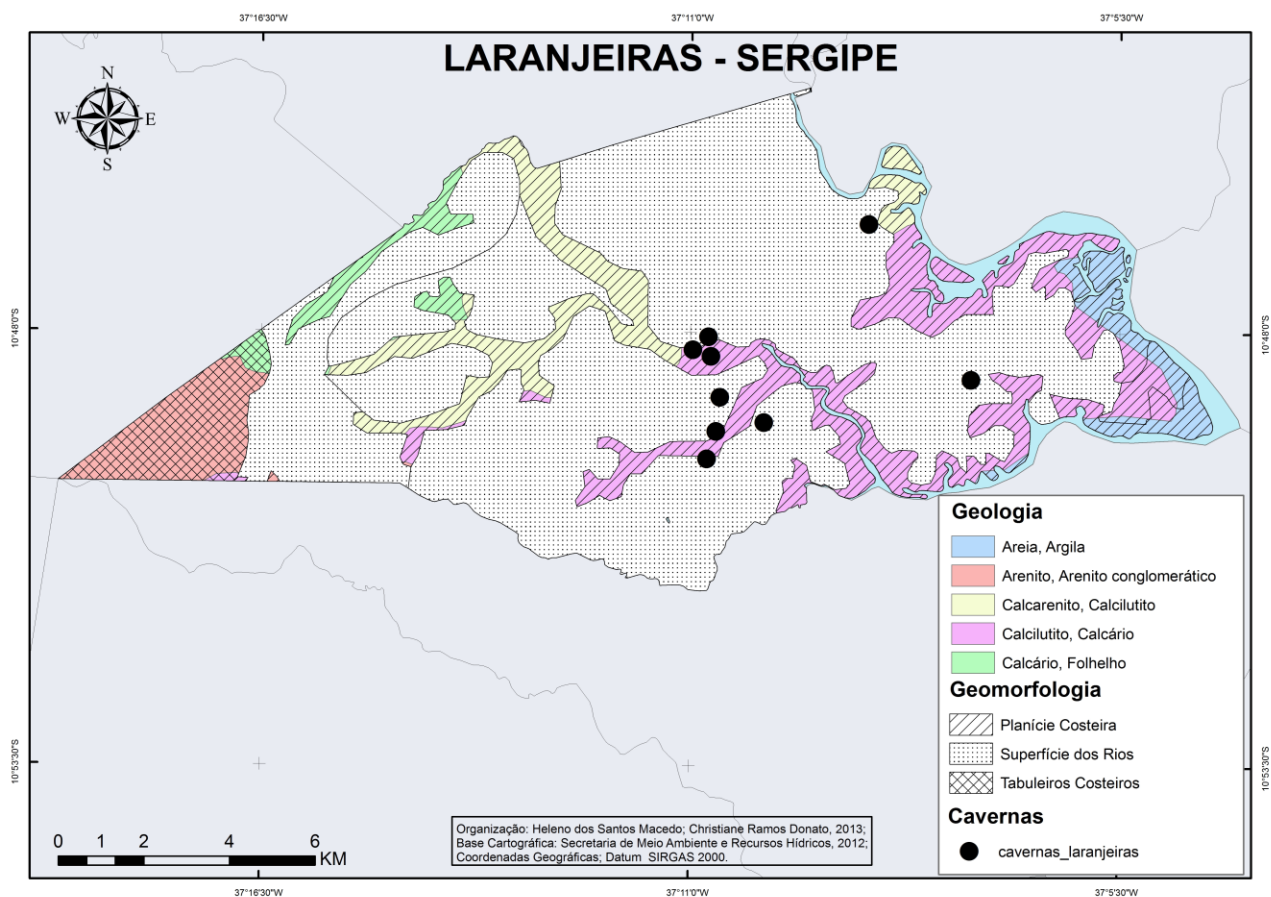 37°16'30"W
37°11'0"W
37°5'30"W
LARANJEIRAS - SERGIPE
N
W
E
S
10°48'0"S
10°48'0"S
Geologia
Areia, Argila
Arenito, Arenito conglomerático
Calcarenito, Calcilutito
Calcilutito, Calcário
Calcário, Folhelho
Geomorfologia
Planície Costeira
Superfície dos Rios
Tabuleiros Costeiros
Cavernas
cavernas_laranjeiras
10°53'30"S
10°53'30"S
0 1 2 4 6
KM
Organização: Heleno dos Santos Macedo; Christiane Ramos Donato, 2013;
Base Cartográfica: Secretaria de Meio Ambiente e Recursos Hídricos, 2012;
Coordenadas Geográficas; Datum SIRGAS 2000.
37°16'30"W
37°11'0"W
37°5'30"W